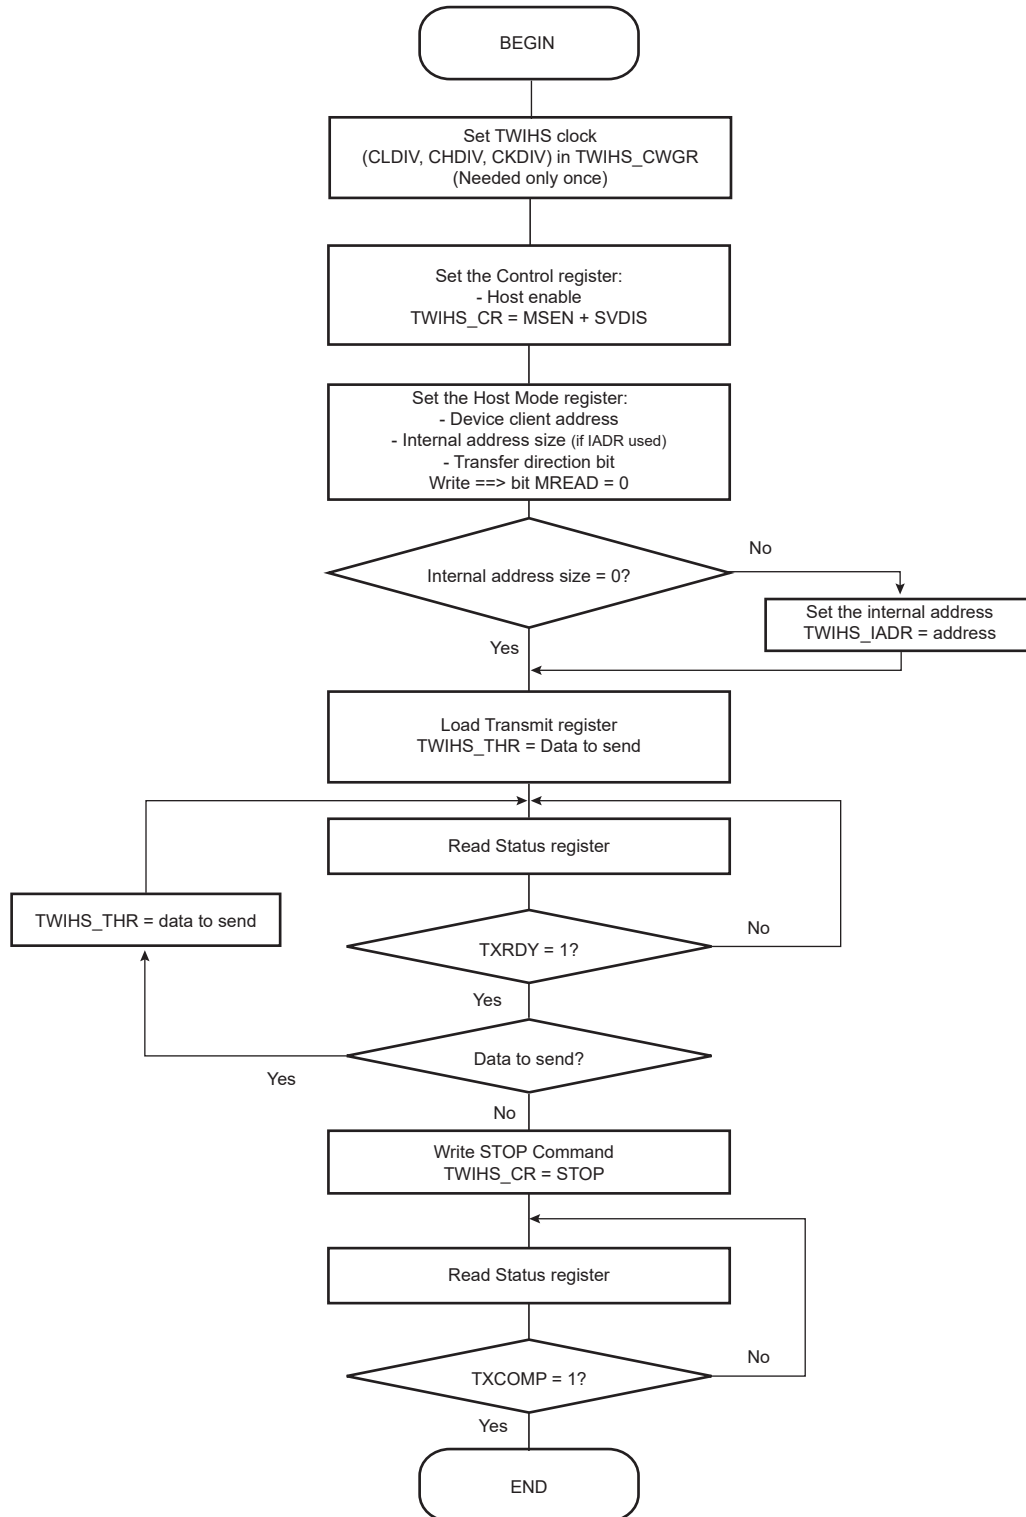 BEGIN
Set TWIHS clock
(CLDIV, CHDIV, CKDIV) in TWIHS_CWGR
(Needed only once)
Set the Control register:
- Host enable
TWIHS_CR = MSEN + SVDIS
Set the Host Mode register:
- Device client address
- Internal address size (if IADR used)
- Transfer direction bit
Write ==> bit MREAD = 0
No
Internal address size = 0?
Set the internal address
TWIHS_IADR = address
Yes
Load Transmit register
TWIHS_THR = Data to send
Read Status register
TWIHS_THR = data to send
No
TXRDY = 1?
Yes
Data to send?
Yes
No
Write STOP Command
TWIHS_CR = STOP
Read Status register
No
TXCOMP = 1?
Yes
END